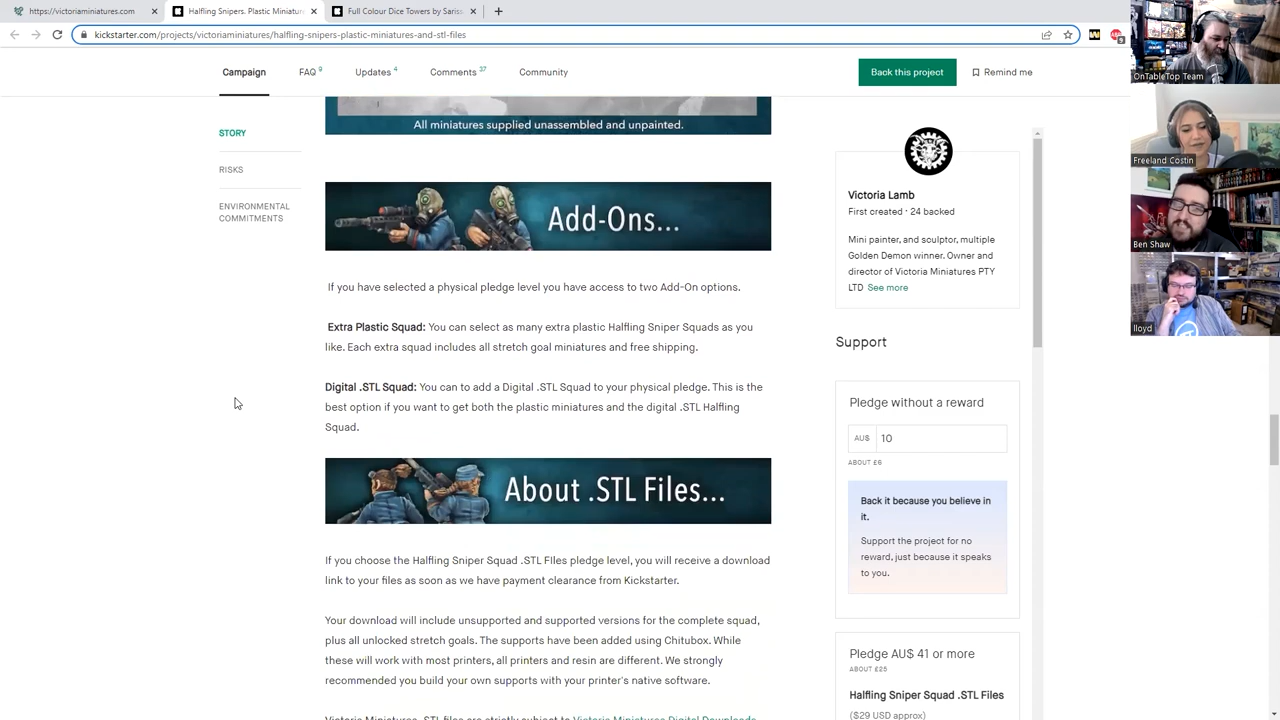 https://victoriaminiatures.com
Halfling Snipers. Plastic Miniatur
Full Colour Dice Towers by Sariss
kickstarter.com/projects/victoriaminiatures/halfling-snipers-plastic-miniatures-and-stl-files
Campaign
FAQ 9
Updates 4
Comments 37
Community
Back this project
Remind me
OnTableTop Team
Freeland Costin
Ben Shaw
lloyd
STORY
RISKS
ENVIRONMENTAL
COMMITMENTS
All miniatures supplied unassembled and unpainted.
Add-Ons...
If you have selected a physical pledge level you have access to two Add-On options.
Extra Plastic Squad: You can select as many extra plastic Halfling Sniper Squads as you
like. Each extra squad includes all stretch goal miniatures and free shipping.
Digital .STL Squad: You can to add a Digital .STL Squad to your physical pledge. This is the
best option if you want to get both the plastic miniatures and the digital .STL Halfling
Squad.
About .STL Files...
If you choose the Halfling Sniper Squad .STL FIles pledge level, you will receive a download
link to your files as soon as we have payment clearance from Kickstarter.
Your download will include unsupported and supported versions for the complete squad,
plus all unlocked stretch goals. The supports have been added using Chitubox. While
these will work with most printers, all printers and resin are different. We strongly
recommended you build your own supports with your printer's native software.
Victoria Miniatures .STL files are strictly subject to Victoria Miniatures Digital Downloads
Victoria Lamb
First created · 24 backed
Mini painter, and sculptor, multiple
Golden Demon winner. Owner and
director of Victoria Miniatures PTY
LTD See more
Support
Pledge without a reward
AU$ 10
ABOUT £6
Back it because you believe in
it.
Support the project for no
reward, just because it speaks
to you.
Pledge AU$ 41 or more
ABOUT £25
Halfling Sniper Squad .STL Files
($29 USD approx)